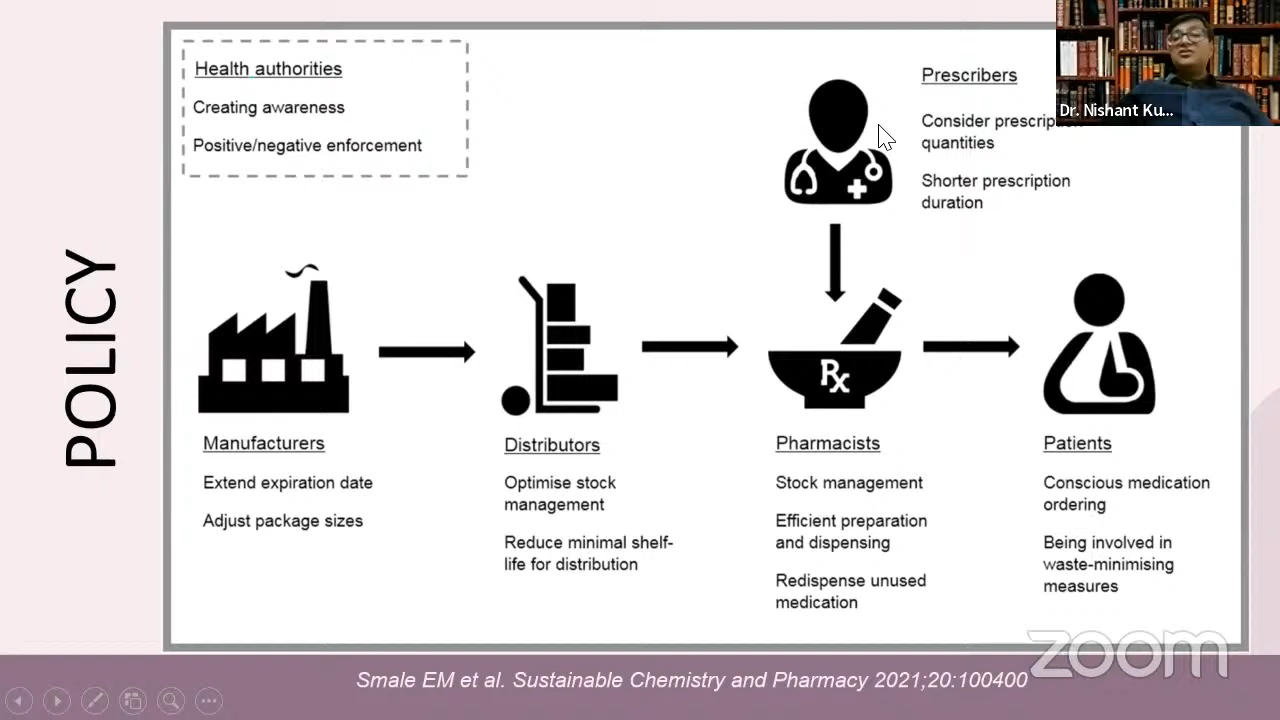 POLICY
Health authorities
Creating awareness
Positive/negative enforcement
Prescribers
Consider
quantities
Shorter prescription
duration
Dr. Nishant Ku...
Rx
Manufacturers
Extend expiration date
Adjust package sizes
Distributors
Optimise stock
management
Reduce minimal shelf-
life for distribution
Pharmacists
Stock management
Efficient preparation
and dispensing
Redispense unused
medication
Patients
Conscious medication
ordering
Being involved in
waste-minimising
measures
zoom
Smale EM et al. Sustainable Chemistry and Pharmacy 2021;20:100400